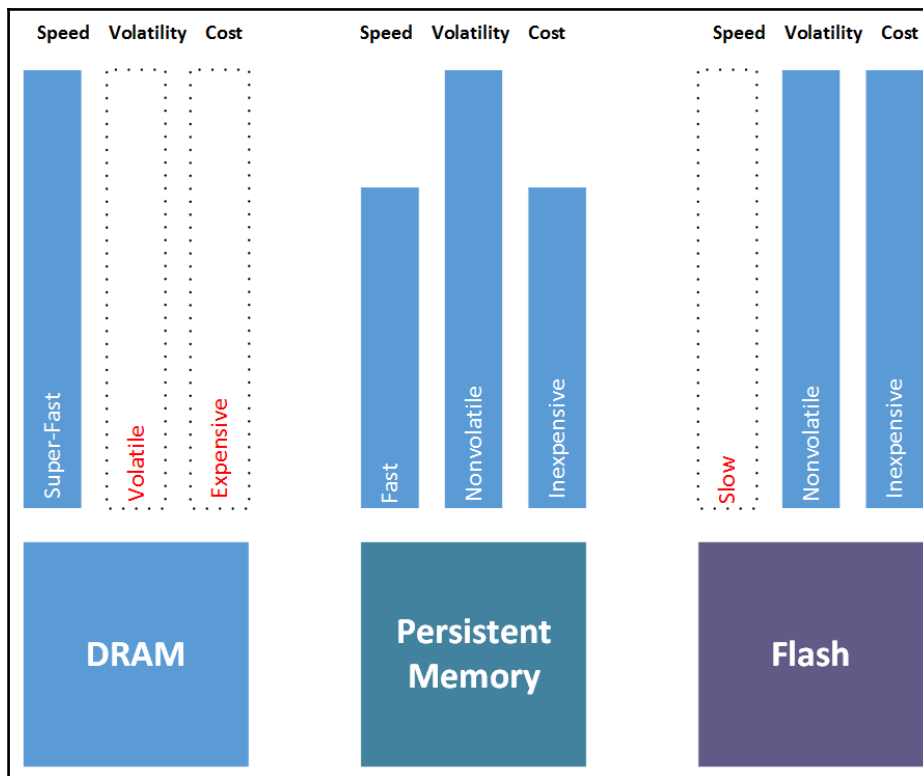 Speed Volatility Cost
Super-Fast
Volatile
Expensive
DRAM
Speed Volatility Cost
Fast
Nonvolatile
Inexpensive
Persistent
Memory
Speed Volatility Cost
Slow
Nonvolatile
Inexpensive
Flash